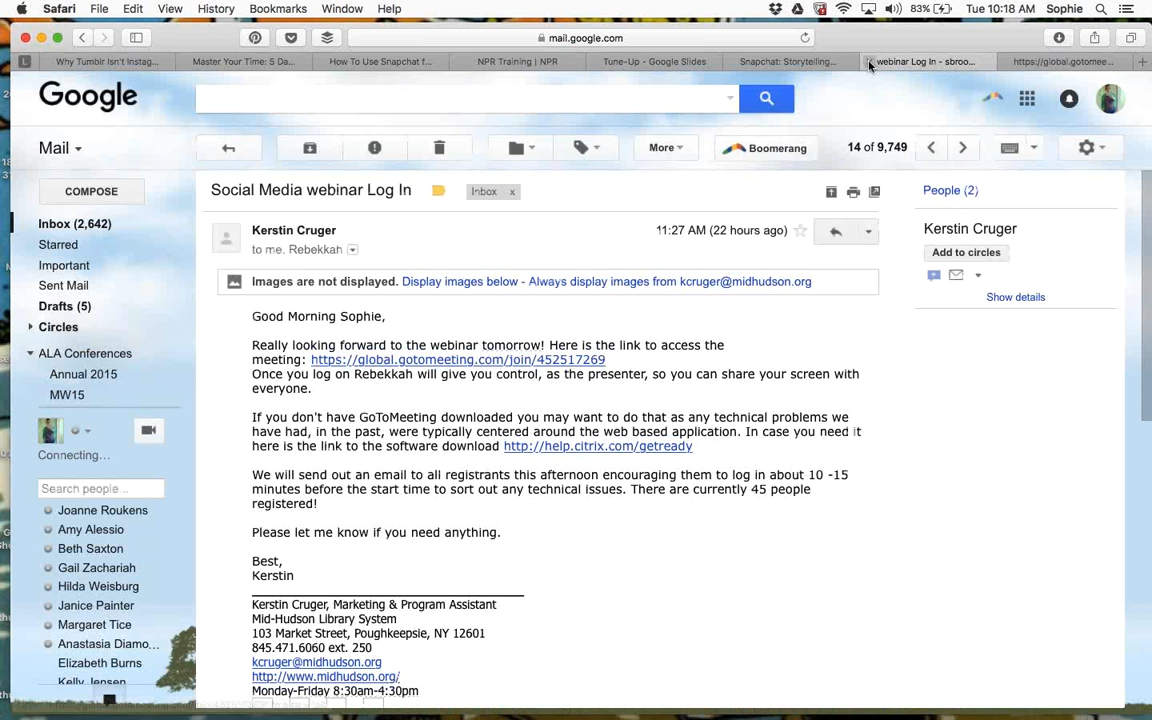 Safari File Edit View History Bookmarks Window Help 83% Tue 10:18 AM Sophie
mail.google.com
L Why Tumblr Isn't Instag... Master Your Time: 5 Da... How To Use Snapchat f... NPR Training | NPR Tune-Up - Google Slides Snapchat: Storytelling... webinar Log In - sbroo... https://global.gotomee...
Google
Mail More Boomerang 14 of 9,749
COMPOSE
Inbox (2,642)
Starred
Important
Sent Mail
Drafts (5)
Circles
ALA Conferences
Annual 2015
MW15
Connecting...
Search people...
Joanne Roukens
Amy Alessio
Beth Saxton
Gail Zachariah
Hilda Weisburg
Janice Painter
Margaret Tice
Anastasia Diamo...
Elizabeth Burns
Kelly Jensen
Social Media webinar Log In Inbox x
Kerstin Cruger 11:27 AM (22 hours ago)
to me, Rebekkah
Images are not displayed. Display images below - Always display images from kcruger@midhudson.org
Good Morning Sophie,
Really looking forward to the webinar tomorrow! Here is the link to access the
meeting: https://global.gotomeeting.com/join/452517269
Once you log on Rebekkah will give you control, as the presenter, so you can share your screen with
everyone.
If you don't have GoToMeeting downloaded you may want to do that as any technical problems we
have had, in the past, were typically centered around the web based application. In case you need it
here is the link to the software download http://help.citrix.com/getready
We will send out an email to all registrants this afternoon encouraging them to log in about 10 -15
minutes before the start time to sort out any technical issues. There are currently 45 people
registered!
Please let me know if you need anything.
Best,
Kerstin
Kerstin Cruger, Marketing & Program Assistant
Mid-Hudson Library System
103 Market Street, Poughkeepsie, NY 12601
845.471.6060 ext. 250
kcruger@midhudson.org
http://www.midhudson.org/
Monday-Friday 8:30am-4:30pm
People (2)
Kerstin Cruger
Add to circles
Show details